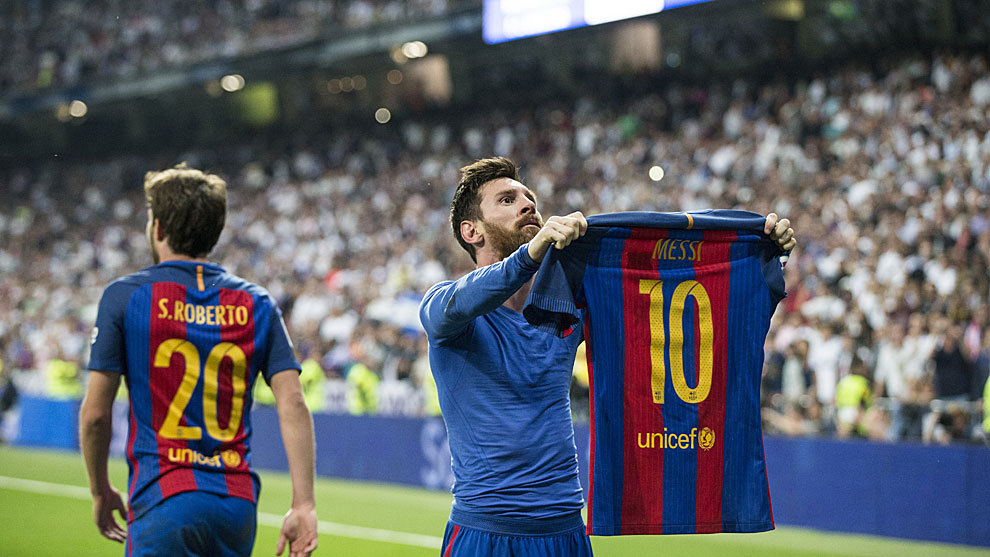 S.ROBERTO
20
unicef
MESSI
10
unicef